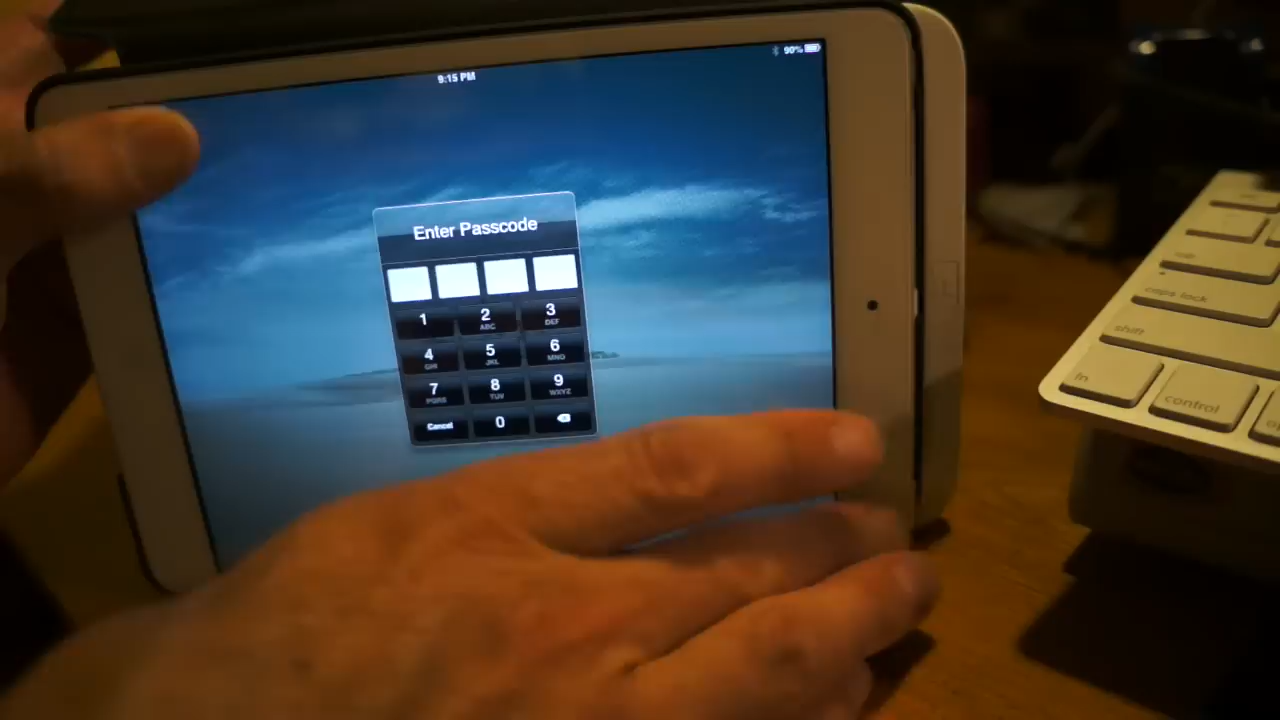 9:15 PM
90%
Enter Passcode
1
2
ABC
3
DEF
4
GHI
5
JKL
6
MNO
7
PQRS
8
TUV
9
WXYZ
Cancel
0
tab
caps lock
shift
fn
control